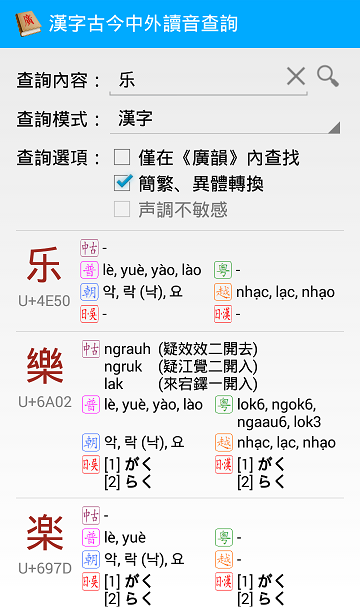 廣 漢字古今中外讀音查詢
查詢內容： 乐
查詢模式： 漢字
查詢選項： 僅在《廣韻》內查找
簡繁、異體轉換
声調不敏感
乐
U+4E50
中古 -
普 lè, yuè, yào, lào 粤 -
朝 악, 락 (낙), 요 越 nhạc, lạc, nhạo
日吳 - 日漢 -
樂
U+6A02
中古 ngrauh (疑效效二開去)
ngruk (疑江覺二開入)
lak (來宕鐸一開入)
普 lè, yuè, yào, lào 粤 lok6, ngok6,
ngaau6, lok3
朝 악, 락 (낙), 요 越 nhạc, lạc, nhạo
日吳 [1] がく 日漢 [1] がく
[2] らく [2] らく
楽
U+697D
中古 -
普 lè, yuè 粤 -
朝 악, 락 (낙), 요 越 -
日吳 [1] がく 日漢 [1] がく
[2] らく [2] らく